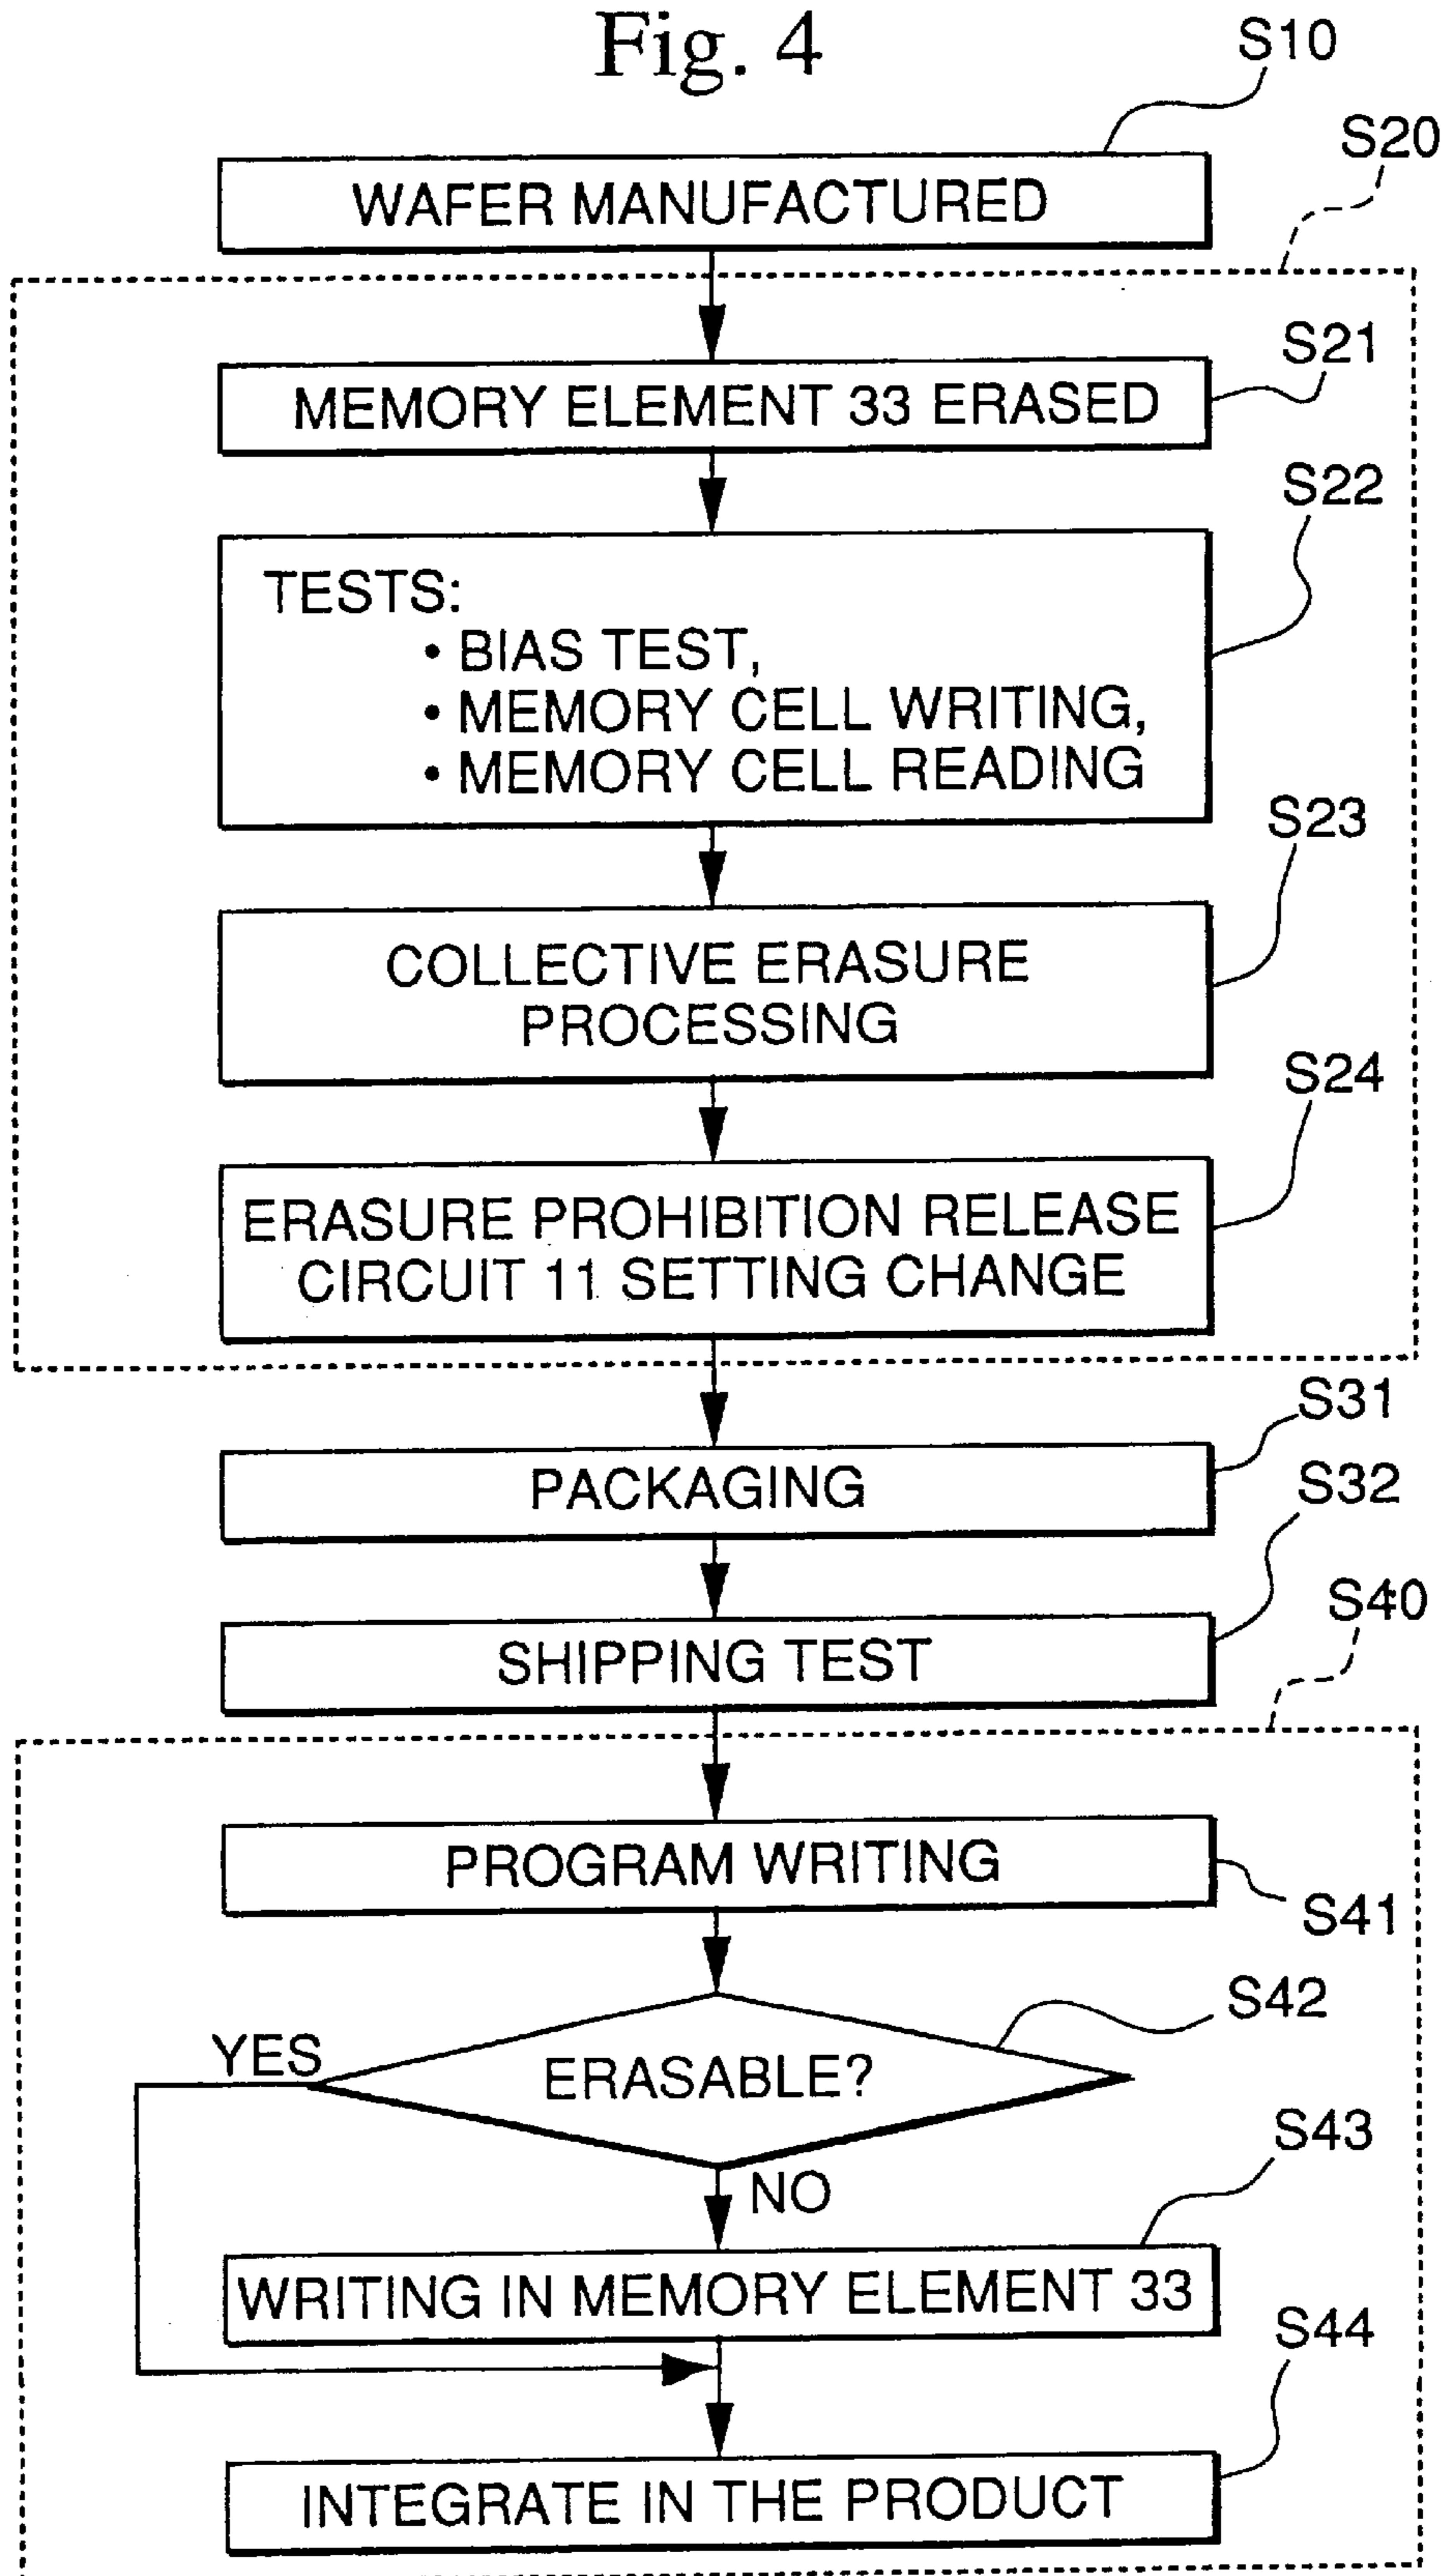 Fig. 4
S10
S20
WAFER MANUFACTURED
S21
MEMORY ELEMENT 33 ERASED
S22
TESTS:
• BIAS TEST,
• MEMORY CELL WRITING,
• MEMORY CELL READING
S23
COLLECTIVE ERASURE
PROCESSING
S24
ERASURE PROHIBITION RELEASE
CIRCUIT 11 SETTING CHANGE
S31
PACKAGING
S32
SHIPPING TEST
S40
PROGRAM WRITING
S41
S42
YES
ERASABLE?
S43
NO
WRITING IN MEMORY ELEMENT 33
S44
INTEGRATE IN THE PRODUCT